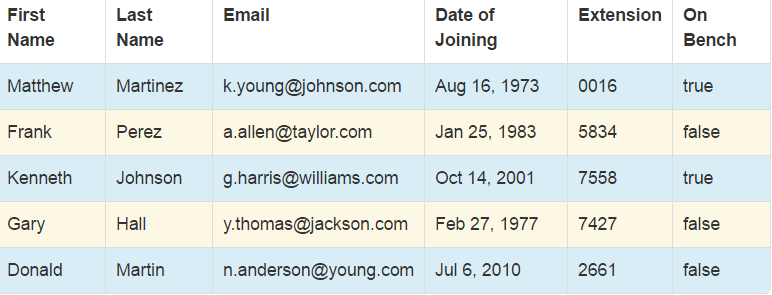 First Name Last Name Email Date of Joining Extension On Bench
Matthew Martinez k.young@johnson.com Aug 16, 1973 0016 true
Frank Perez a.allen@taylor.com Jan 25, 1983 5834 false
Kenneth Johnson g.harris@williams.com Oct 14, 2001 7558 true
Gary Hall y.thomas@jackson.com Feb 27, 1977 7427 false
Donald Martin n.anderson@young.com Jul 6, 2010 2661 false